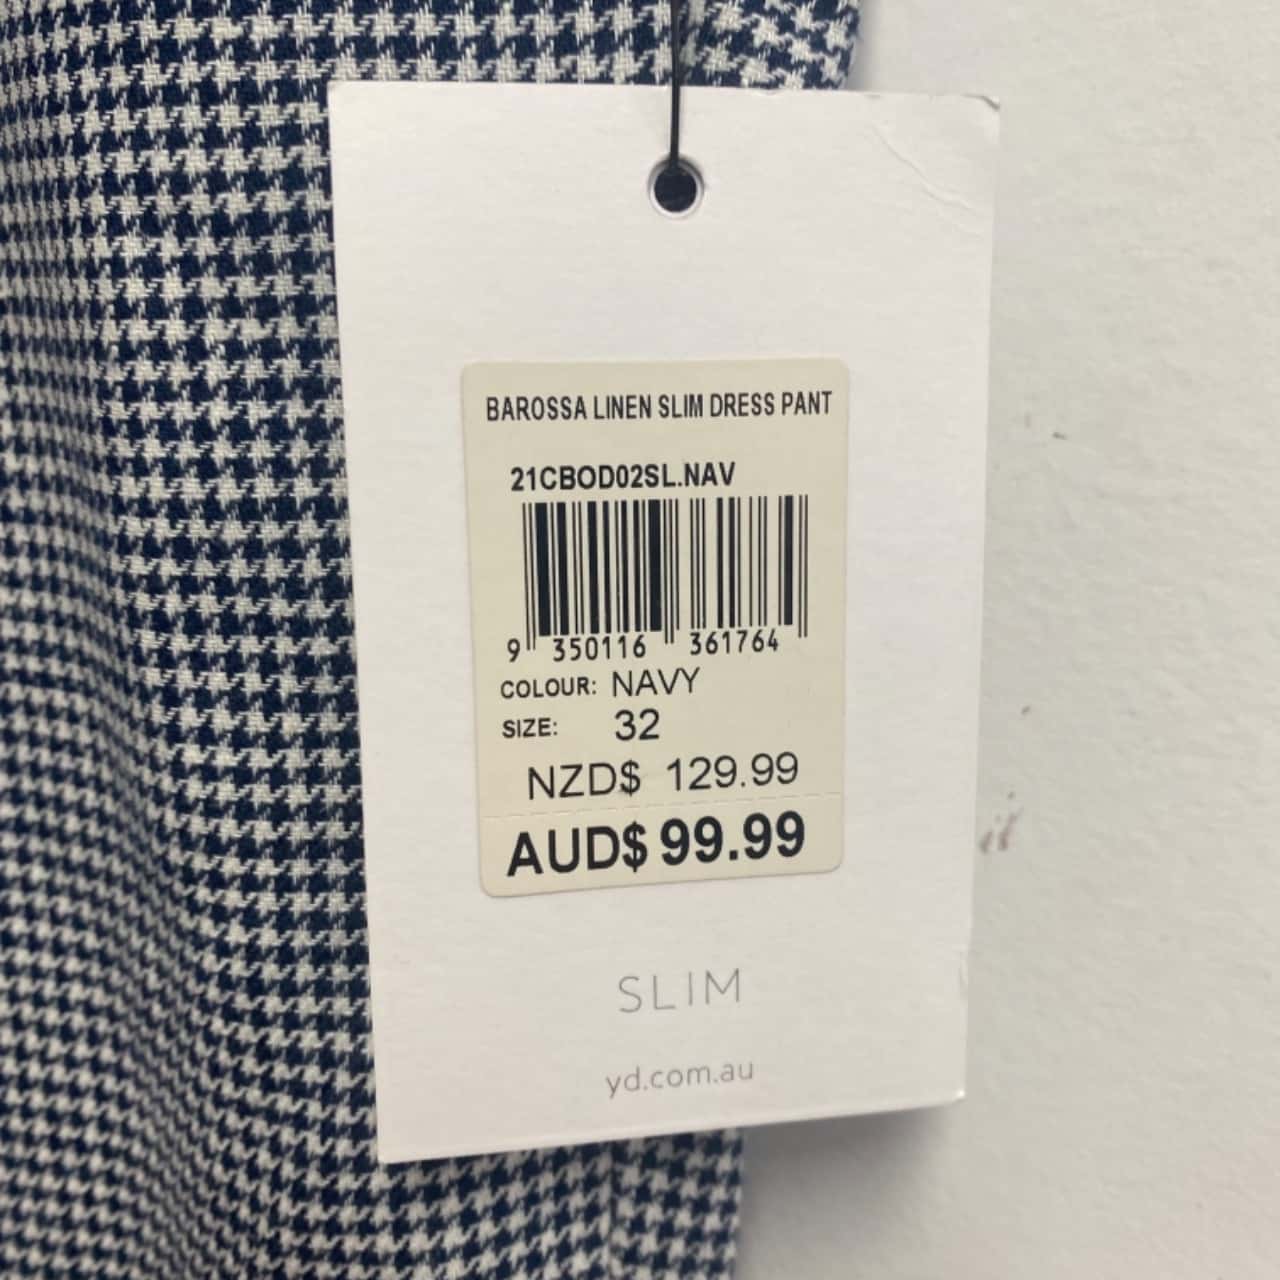 BAROSSA LINEN SLIM DRESS PANT
21CBOD02SL.NAV
9 350116 361764
COLOUR: NAVY
SIZE: 32
NZD$ 129.99
AUD$ 99.99
SLIM
yd.com.au